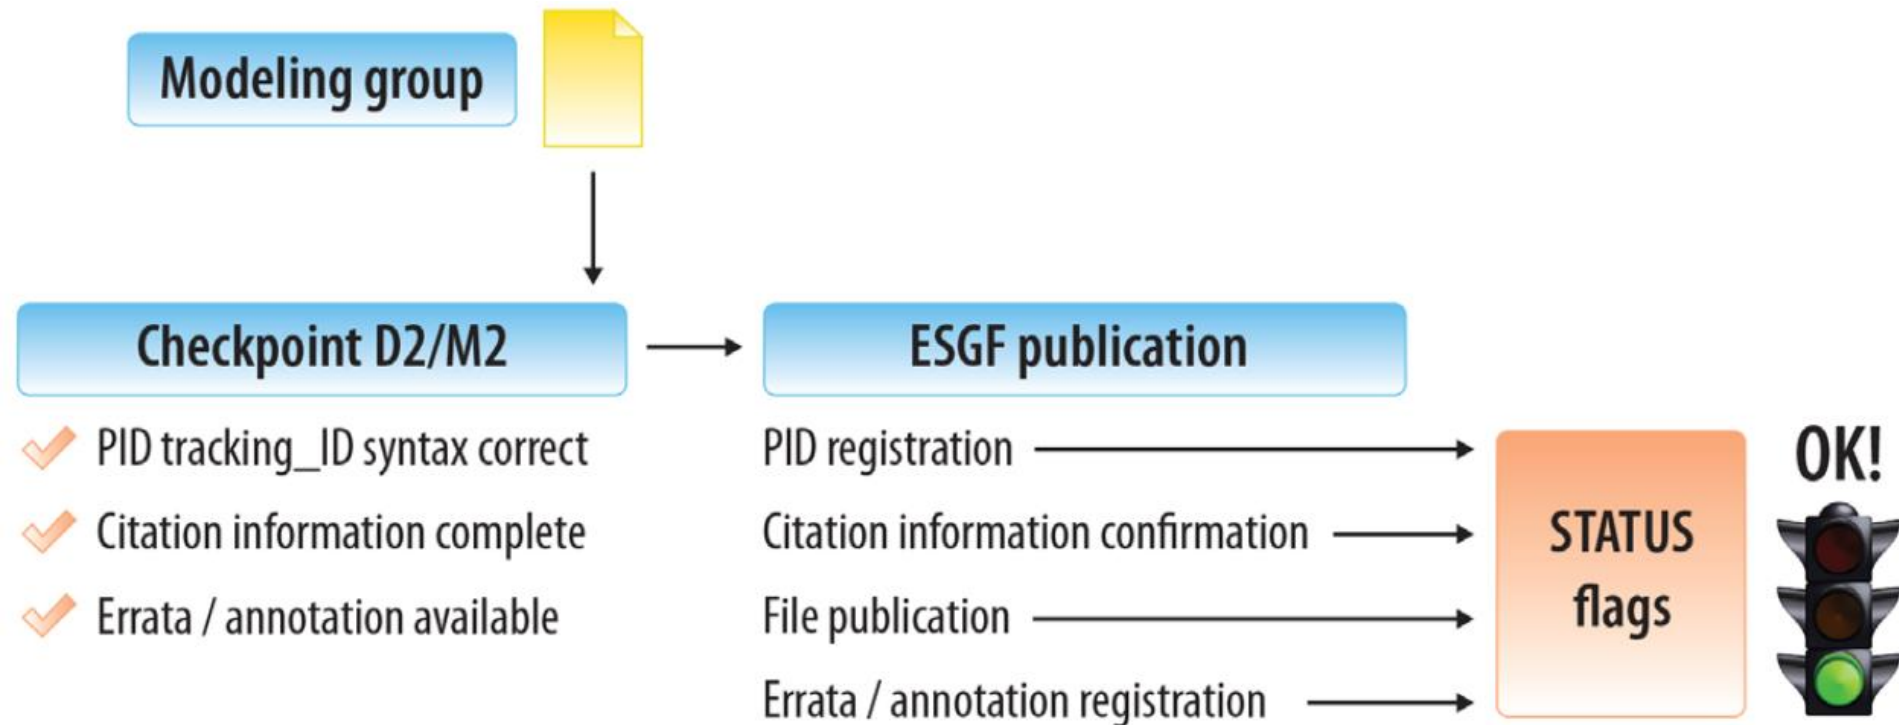 Modeling group
Checkpoint D2/M2
ESGF publication
PID tracking_ID syntax correct
Citation information complete
Errata / annotation available
PID registration
Citation information confirmation
File publication
Errata / annotation registration
STATUS
flags
OK!